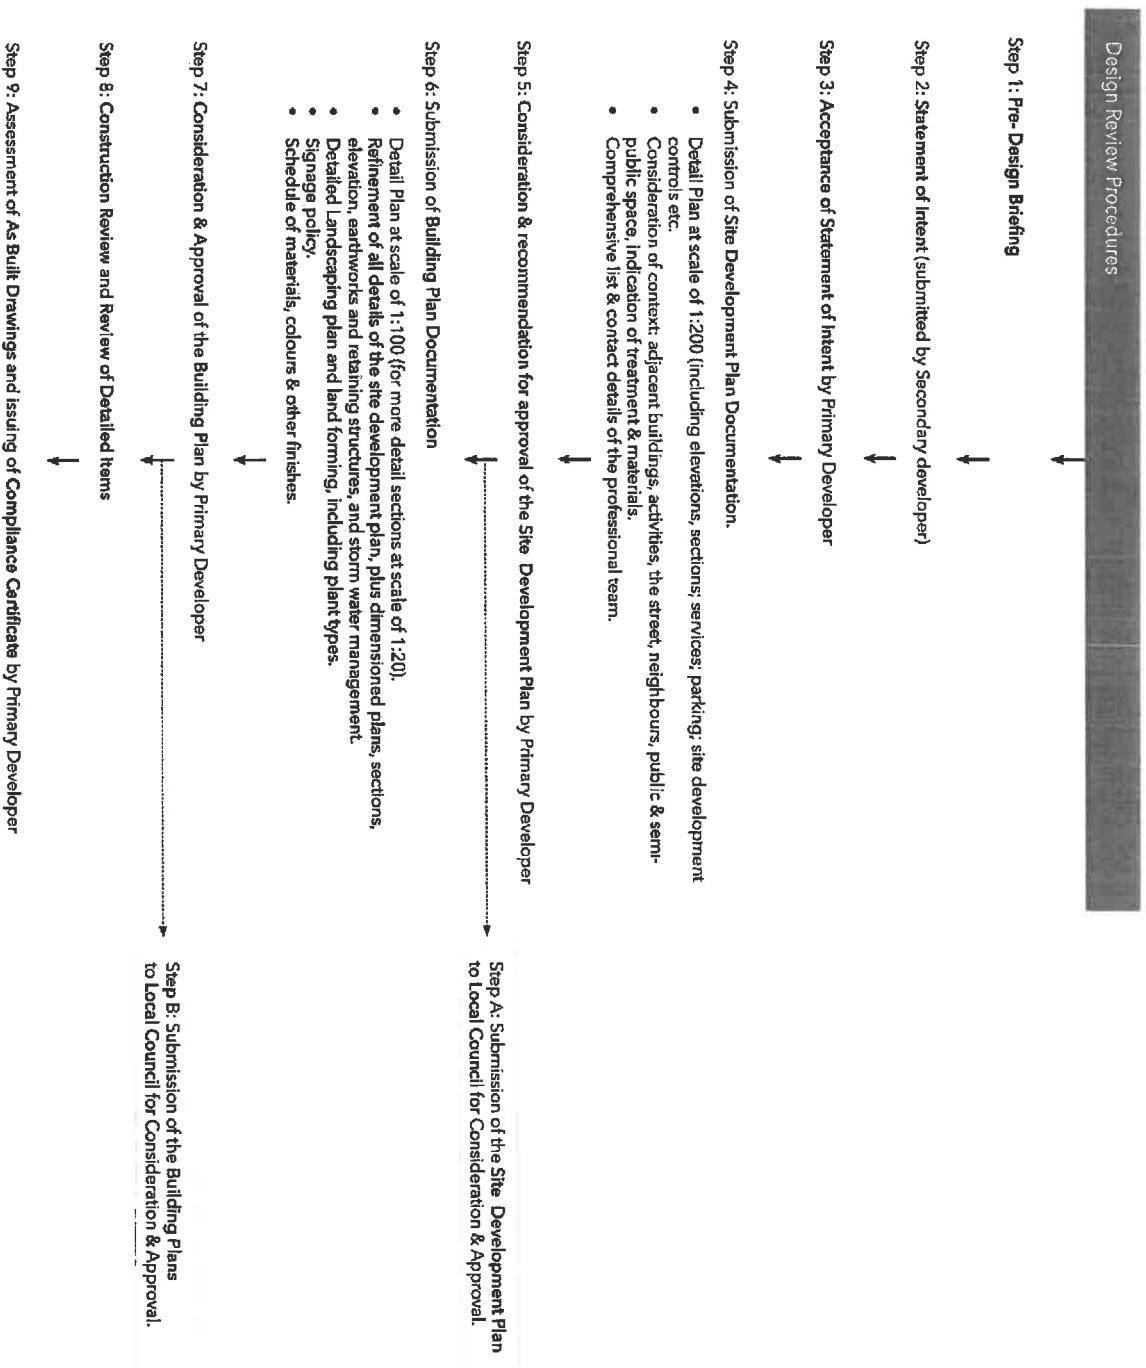 Design Review Procedures
Step 1: Pre- Design Briefing
Step 2: Statement of Intent (submitted by Secondary developer)
Step 3: Acceptance of Statement of Intent by Primary Developer
Step 4: Submission of Site Development Plan Documentation.
• Detail Plan at scale of 1:200 (including elevations, sections; services; parking; site development
controls etc.
• Consideration of context: adjacent buildings, activities, the street, neighbours, public & semi-
public space, indication of treatment & materials.
• Comprehensive list & contact details of the professional team.
Step 5: Consideration & recommendation for approval of the Site Development Plan by Primary Developer
Step A: Submission of the Site Development Plan
to Local Council for Consideration & Approval.
Step 6: Submission of Building Plan Documentation
• Detail Plan at scale of 1:100 (for more detail sections at scale of 1:20).
• Refinement of all details of the site development plan, plus dimensioned plans, sections,
elevation, earthworks and retaining structures, and storm water management.
• Detailed Landscaping plan and land forming, including plant types.
• Signage policy.
• Schedule of materials, colours & other finishes.
Step 7: Consideration & Approval of the Building Plan by Primary Developer
Step B: Submission of the Building Plans
to Local Council for Consideration & Approval.
Step 8: Construction Review and Review of Detailed Items
Step 9: Assessment of As Built Drawings and issuing of Compliance Certificate by Primary Developer